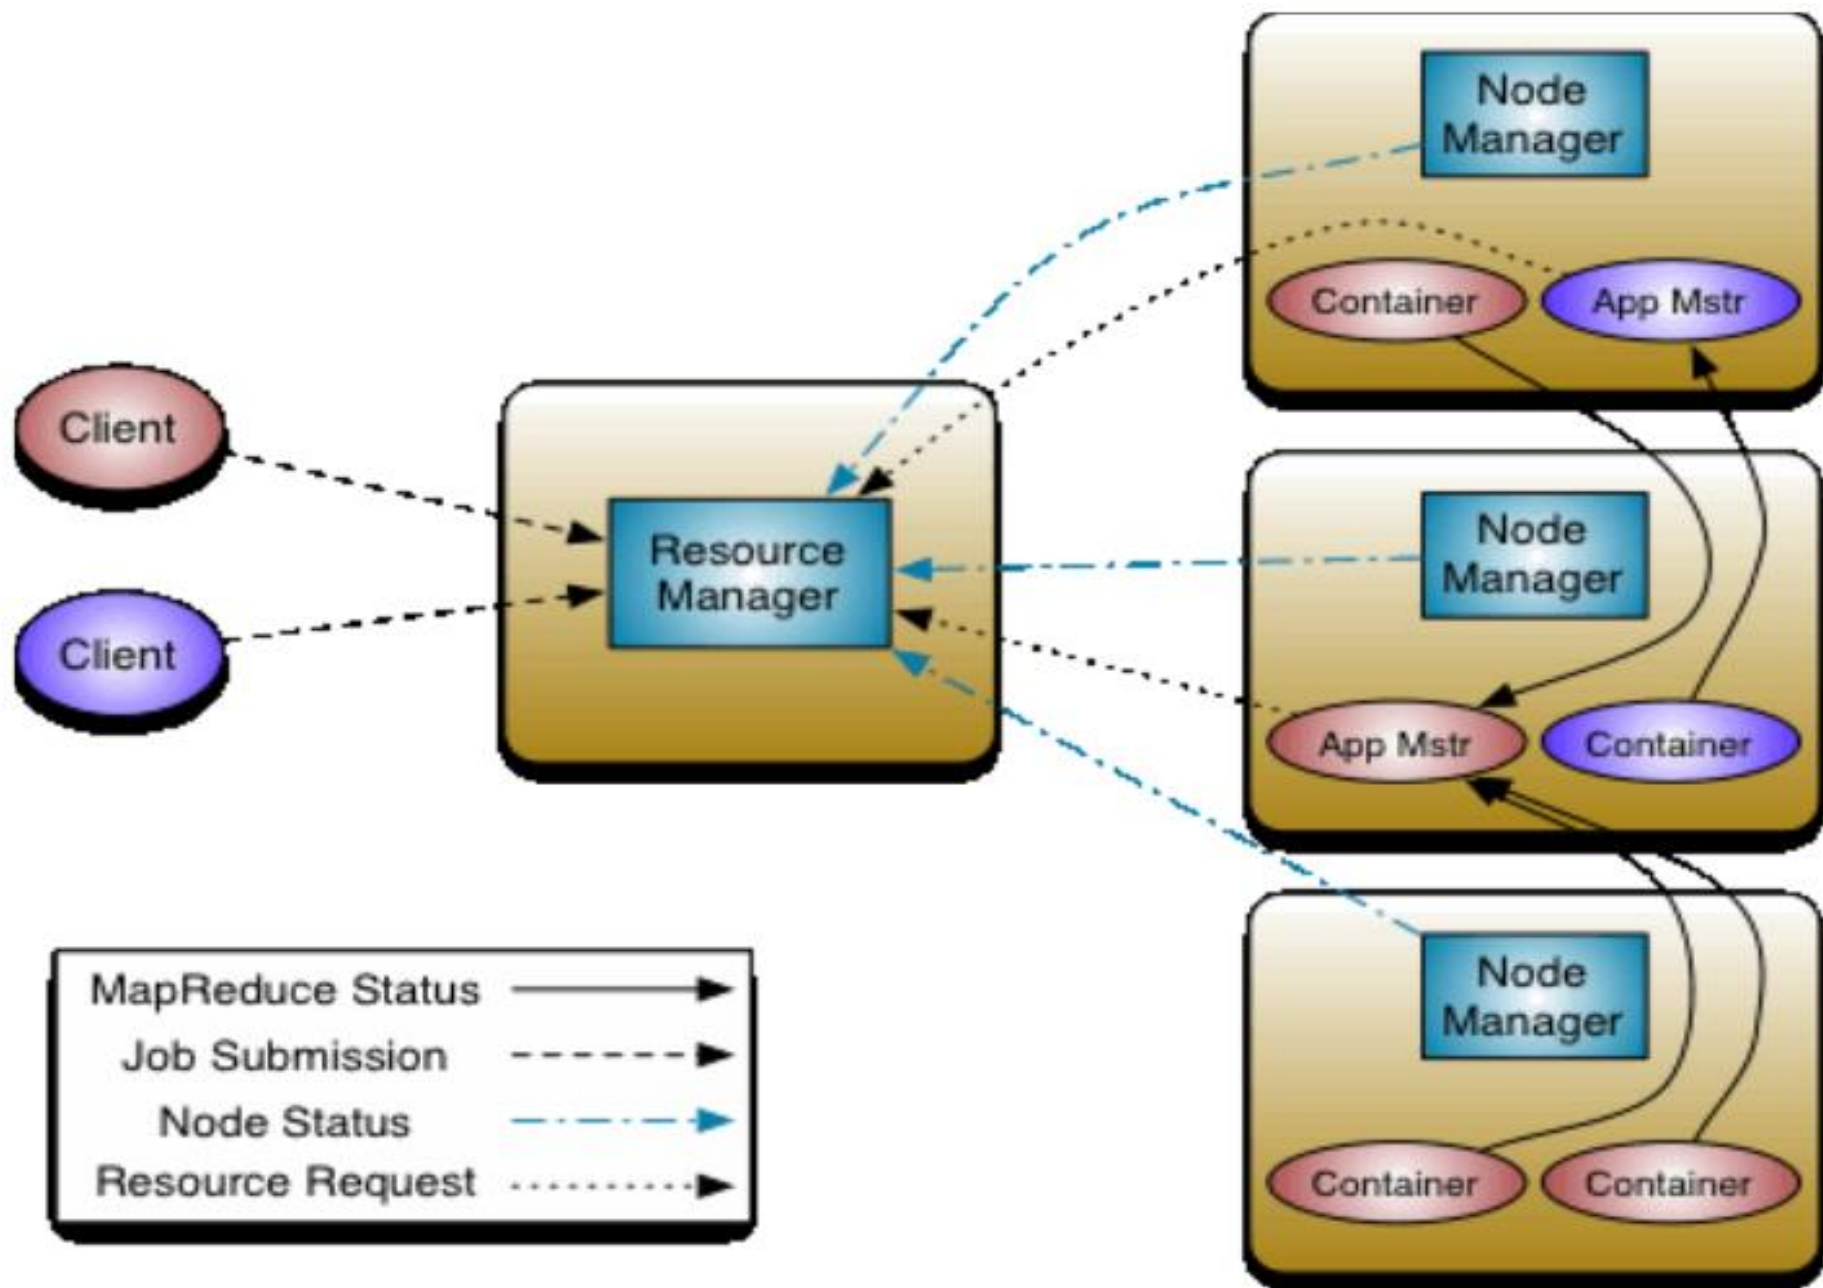 Client
Client
Resource
Manager
Node
Manager
Container
App Mstr
Node
Manager
App Mstr
Container
Node
Manager
Container
Container
MapReduce Status
Job Submission
Node Status
Resource Request